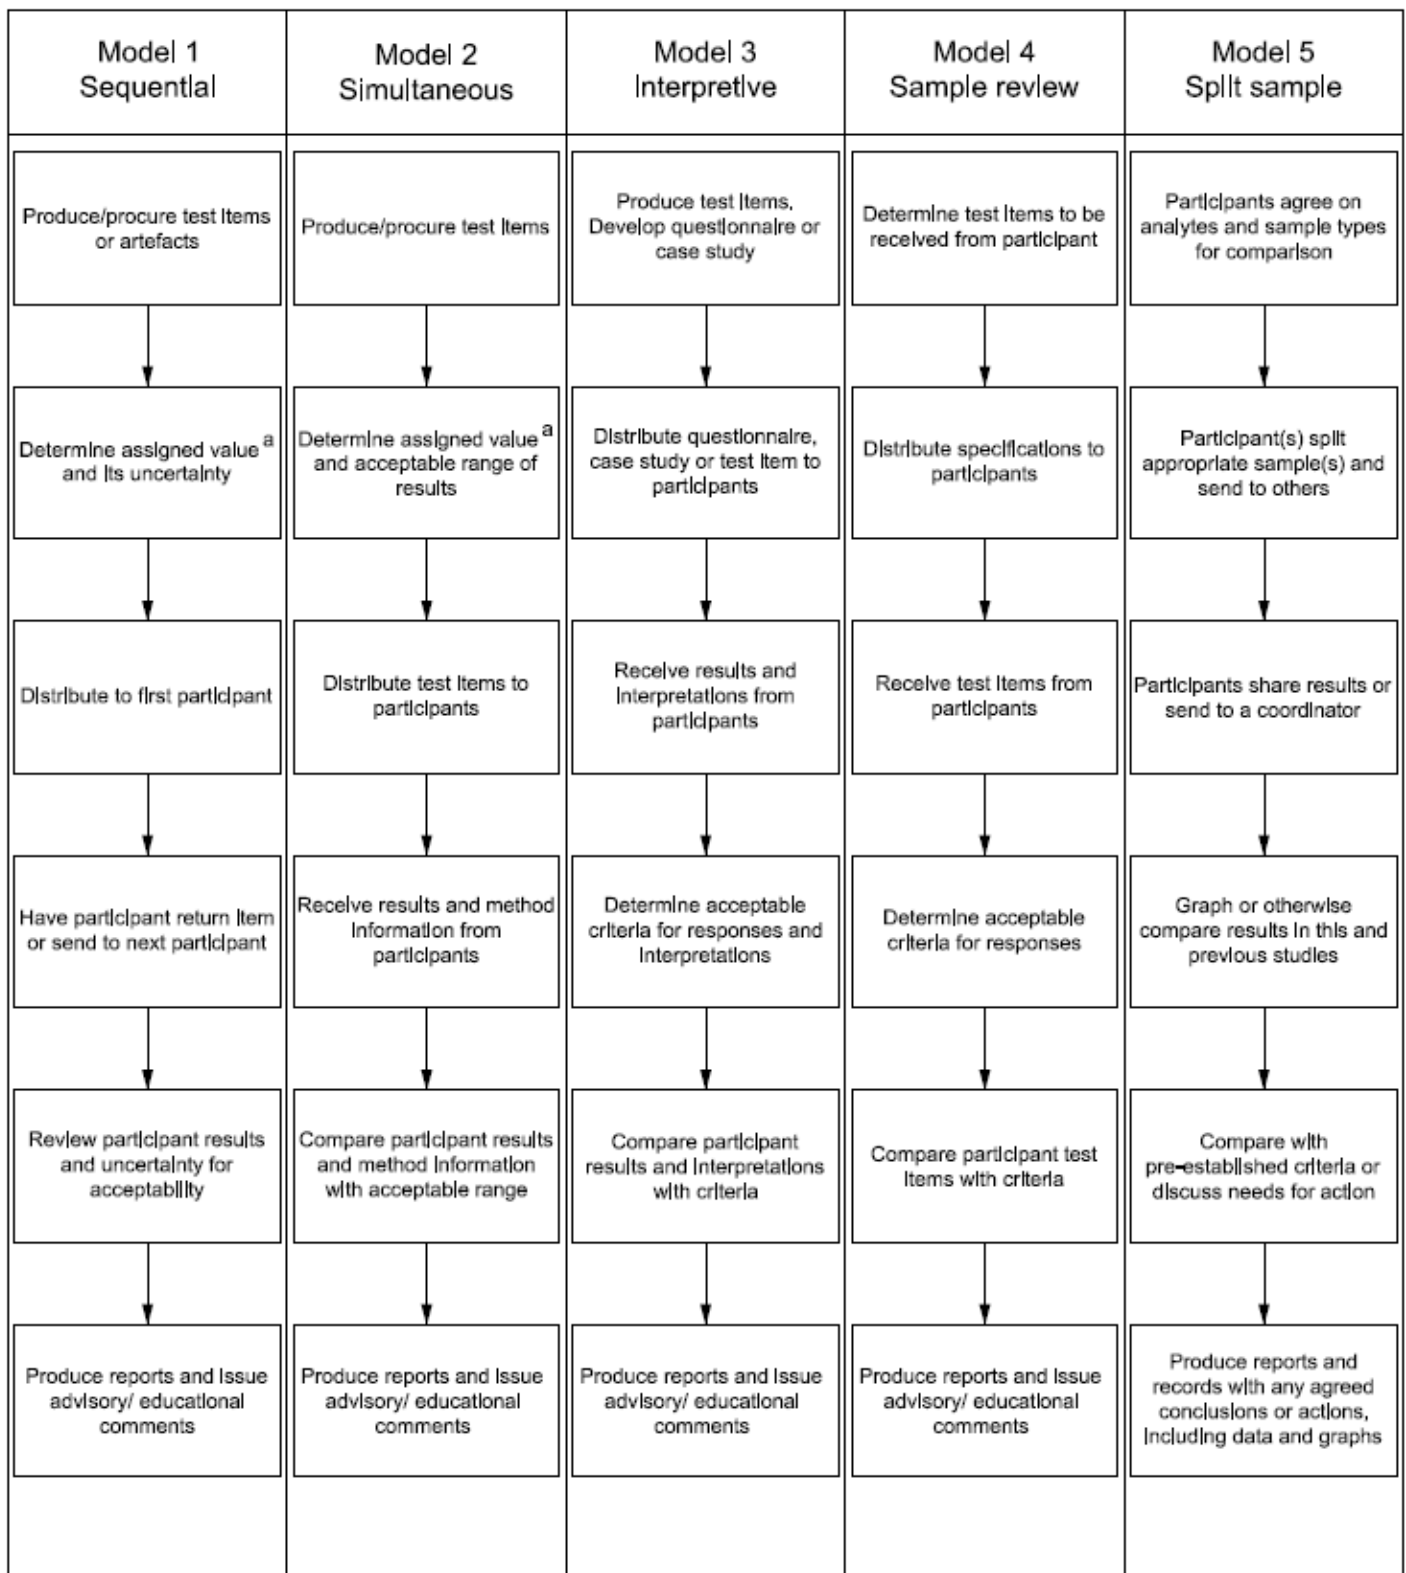 Model 1
Sequential
Model 2
Simultaneous
Model 3
Interpretive
Model 4
Sample review
Model 5
Split sample
Produce/procure test items
or artefacts
Produce/procure test items
Produce test items,
Develop questionnaire or
case study
Determine test items to be
received from participant
Participants agree on
analytes and sample types
for comparison
Determine assigned value a
and its uncertainty
Determine assigned value a
and acceptable range of
results
Distribute questionnaire,
case study or test item to
participants
Distribute specifications to
participants
Participant(s) split
appropriate sample(s) and
send to others
Distribute to first participant
Distribute test items to
participants
Receive results and
interpretations from
participants
Receive test items from
participants
Participants share results or
send to a coordinator
Have participant return item
or send to next participant
Receive results and method
information from
participants
Determine acceptable
criteria for responses and
interpretations
Determine acceptable
criteria for responses
Graph or otherwise
compare results in this and
previous studies
Review participant results
and uncertainty for
acceptability
Compare participant results
and method information
with acceptable range
Compare participant
results and interpretations
with criteria
Compare participant test
items with criteria
Compare with
pre-established criteria or
discuss needs for action
Produce reports and issue
advisory/ educational
comments
Produce reports and issue
advisory/ educational
comments
Produce reports and issue
advisory/ educational
comments
Produce reports and issue
advisory/ educational
comments
Produce reports and
records with any agreed
conclusions or actions,
including data and graphs